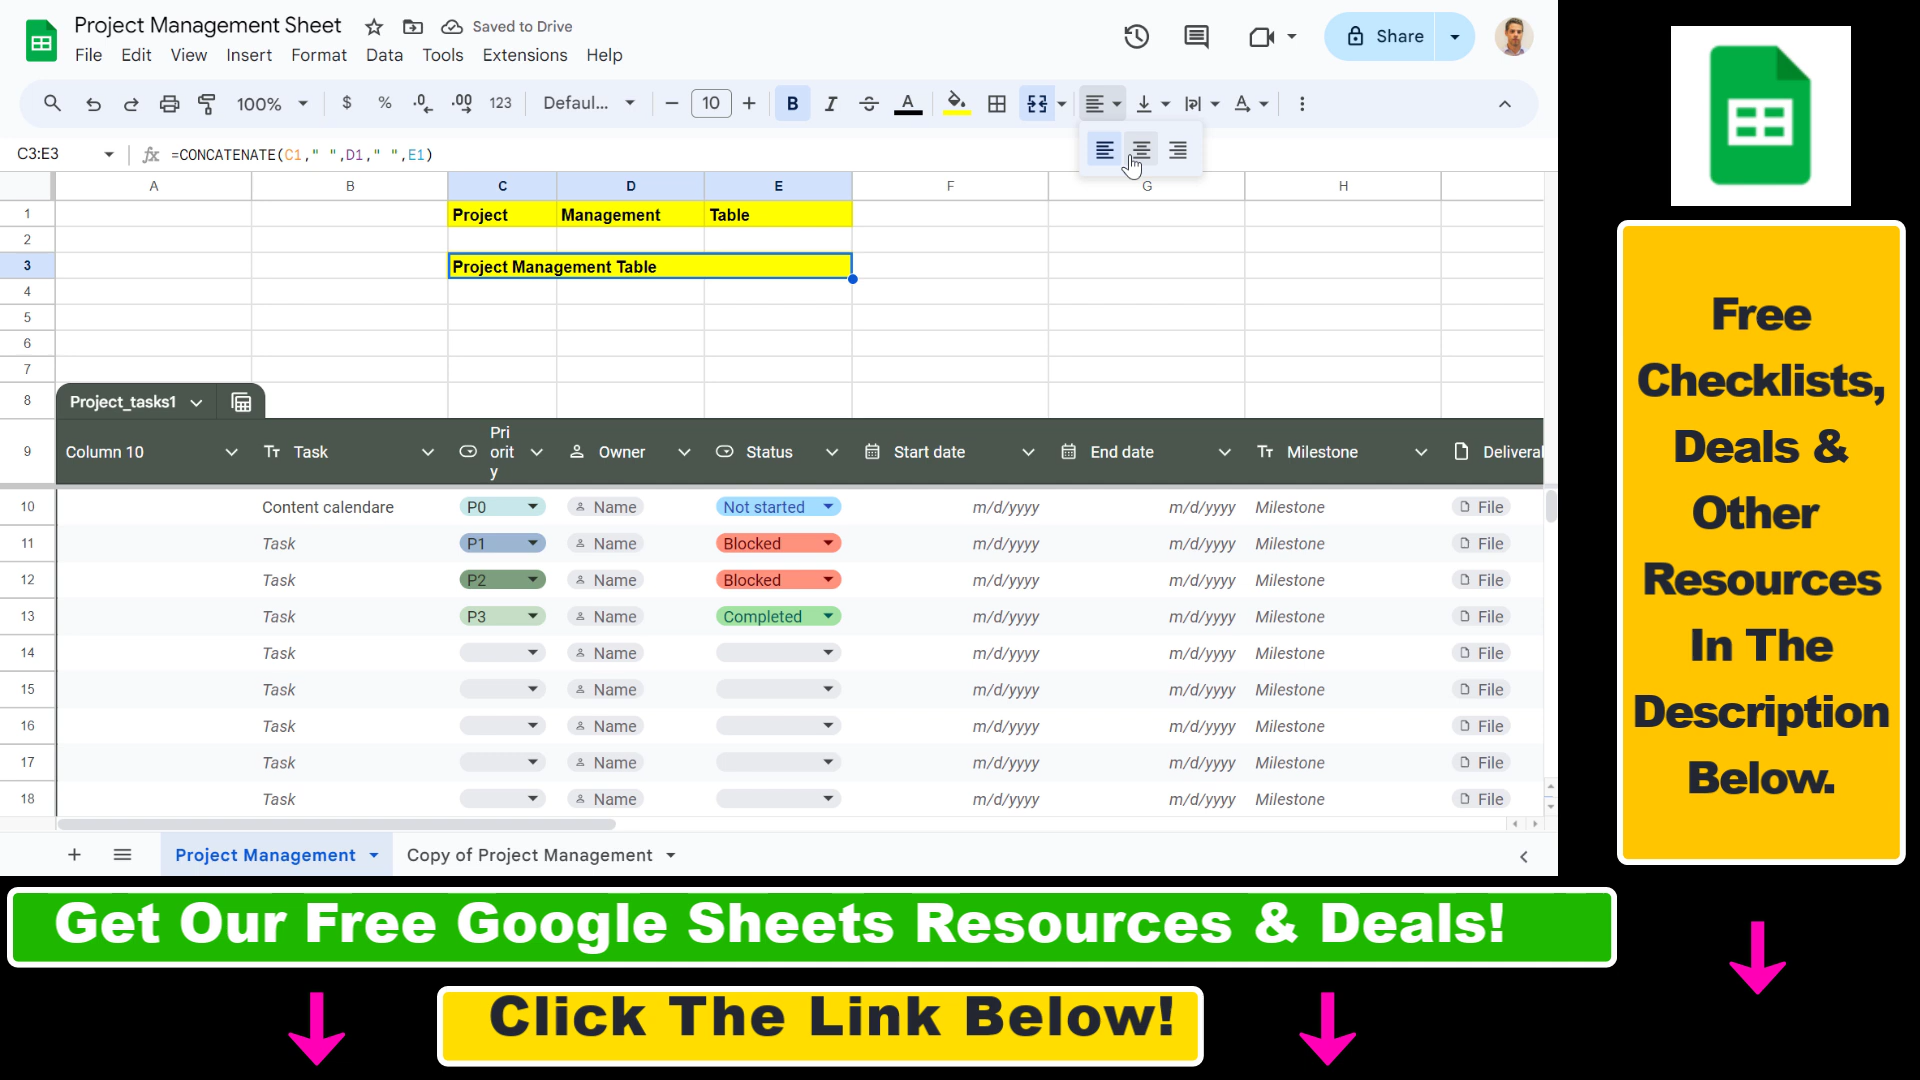 Project Management Sheet Saved to Drive
File Edit View Insert Format Data Tools Extensions Help
Share
100% $ % .0 .00 123 Defaul... 10 B I A
C3:E3 fx =CONCATENATE(C1," ",D1," ",E1)
A B C D E F G H
1 Project Management Table
2
3 Project Management Table
4
5
6
7
8 Project_tasks1
9 Column 10 Tт Task Priority Owner Status Start date End date Tт Milestone Deliveral
10 Content calendare P0 Name Not started m/d/yyyy m/d/yyyy Milestone File
11 Task P1 Name Blocked m/d/yyyy m/d/yyyy Milestone File
12 Task P2 Name Blocked m/d/yyyy m/d/yyyy Milestone File
13 Task P3 Name Completed m/d/yyyy m/d/yyyy Milestone File
14 Task Name m/d/yyyy m/d/yyyy Milestone File
15 Task Name m/d/yyyy m/d/yyyy Milestone File
16 Task Name m/d/yyyy m/d/yyyy Milestone File
17 Task Name m/d/yyyy m/d/yyyy Milestone File
18 Task Name m/d/yyyy m/d/yyyy Milestone File
Project Management Copy of Project Management
Free
Checklists,
Deals &
Other
Resources
In The
Description
Below.
Get Our Free Google Sheets Resources & Deals!
Click The Link Below!